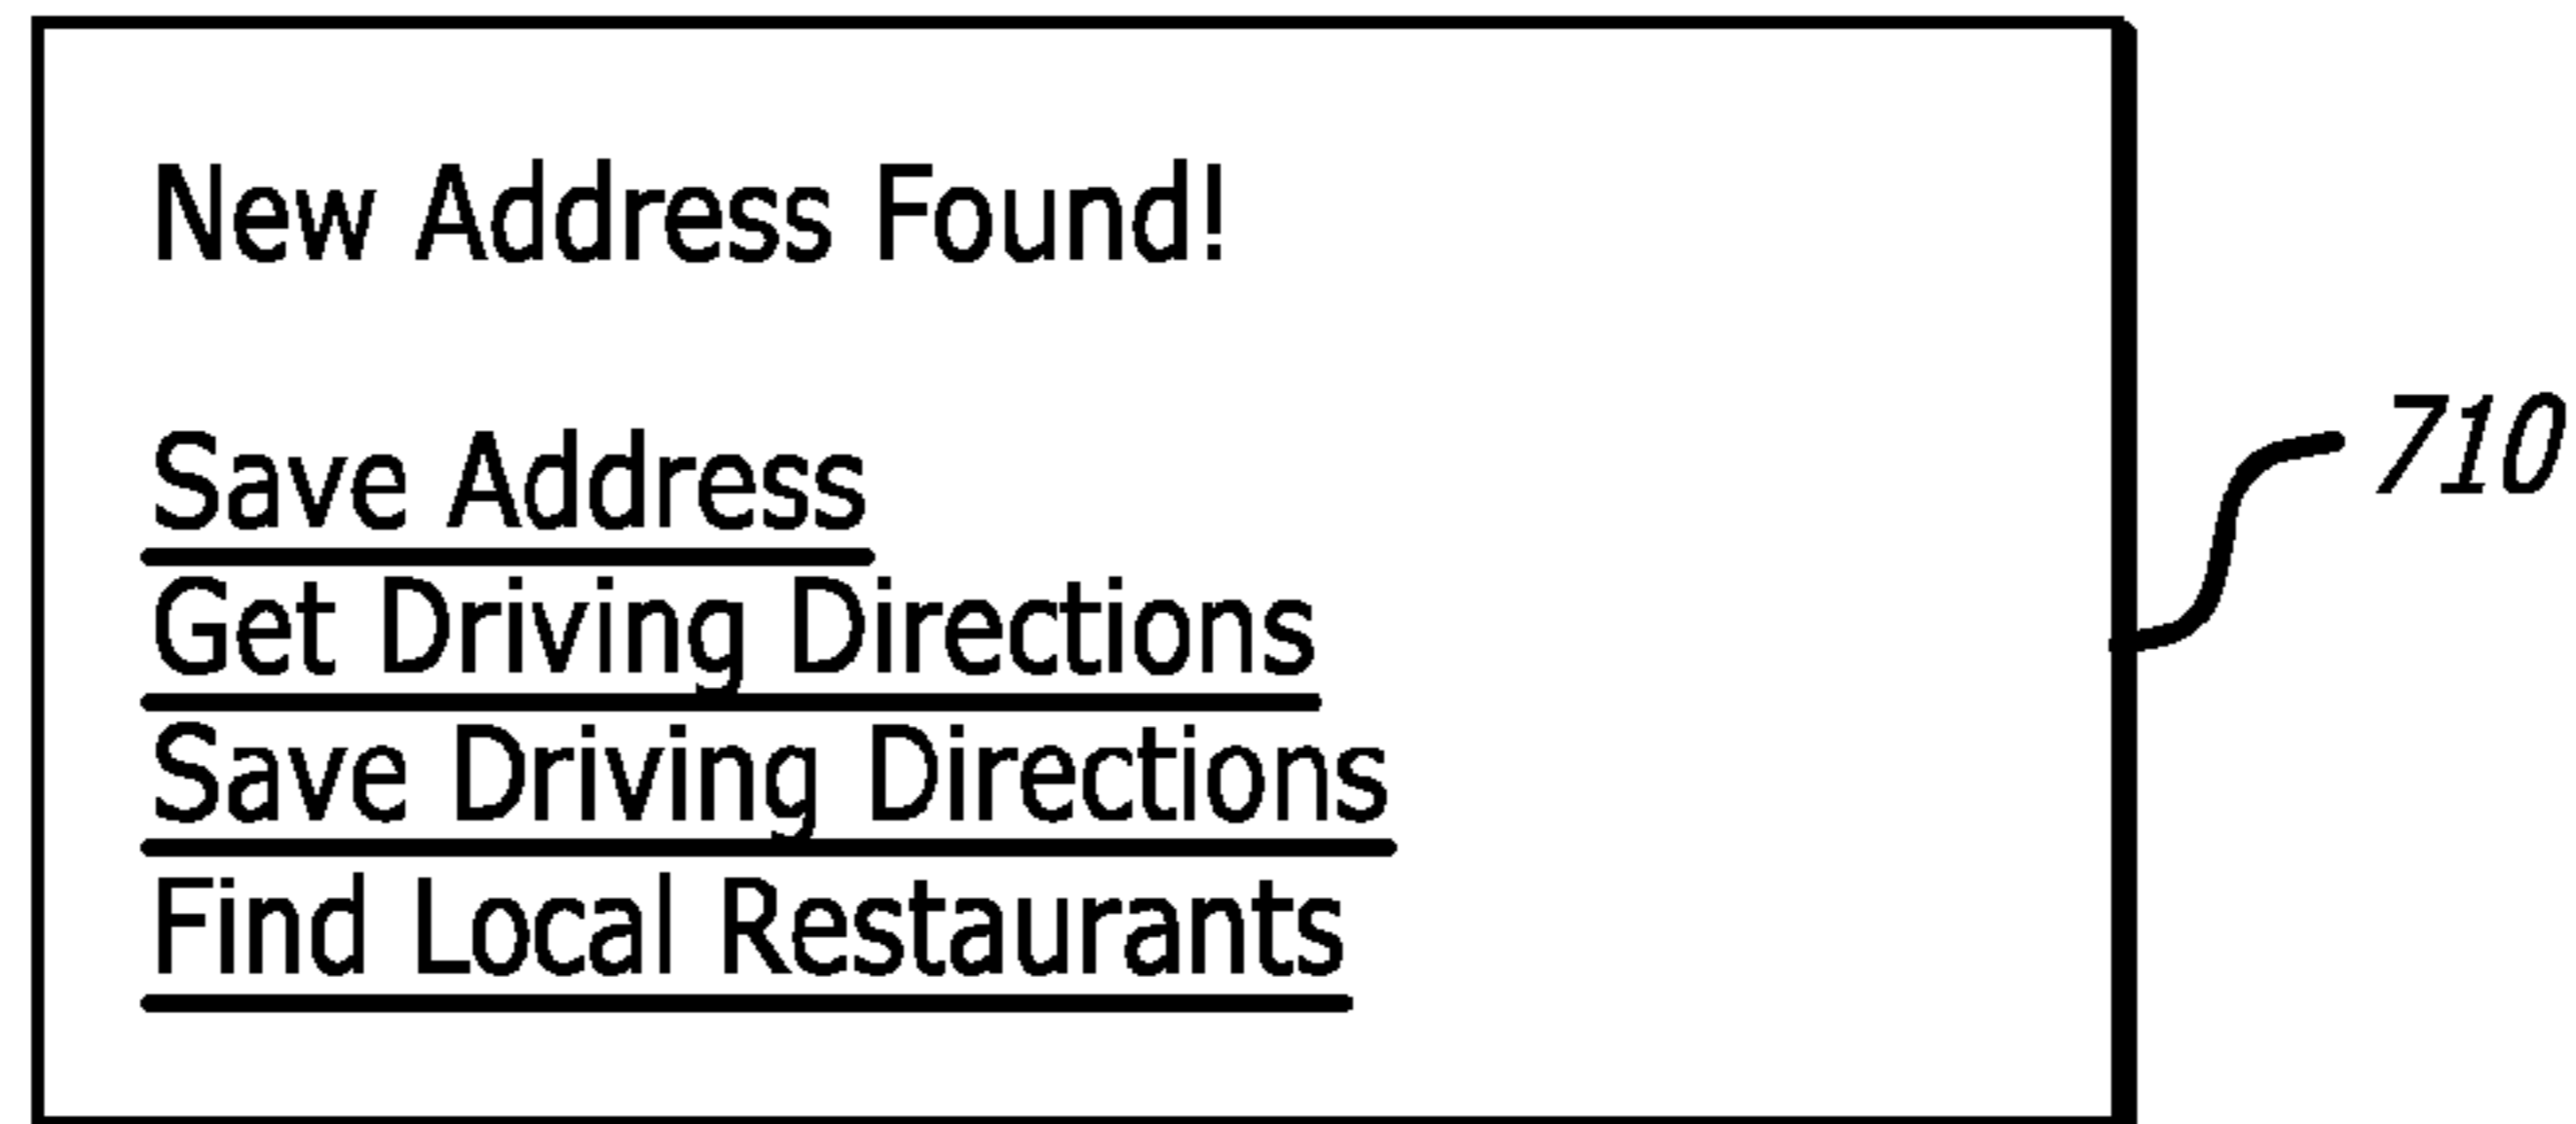 New Address Found!
Save Address
Get Driving Directions
Save Driving Directions
Find Local Restaurants
710